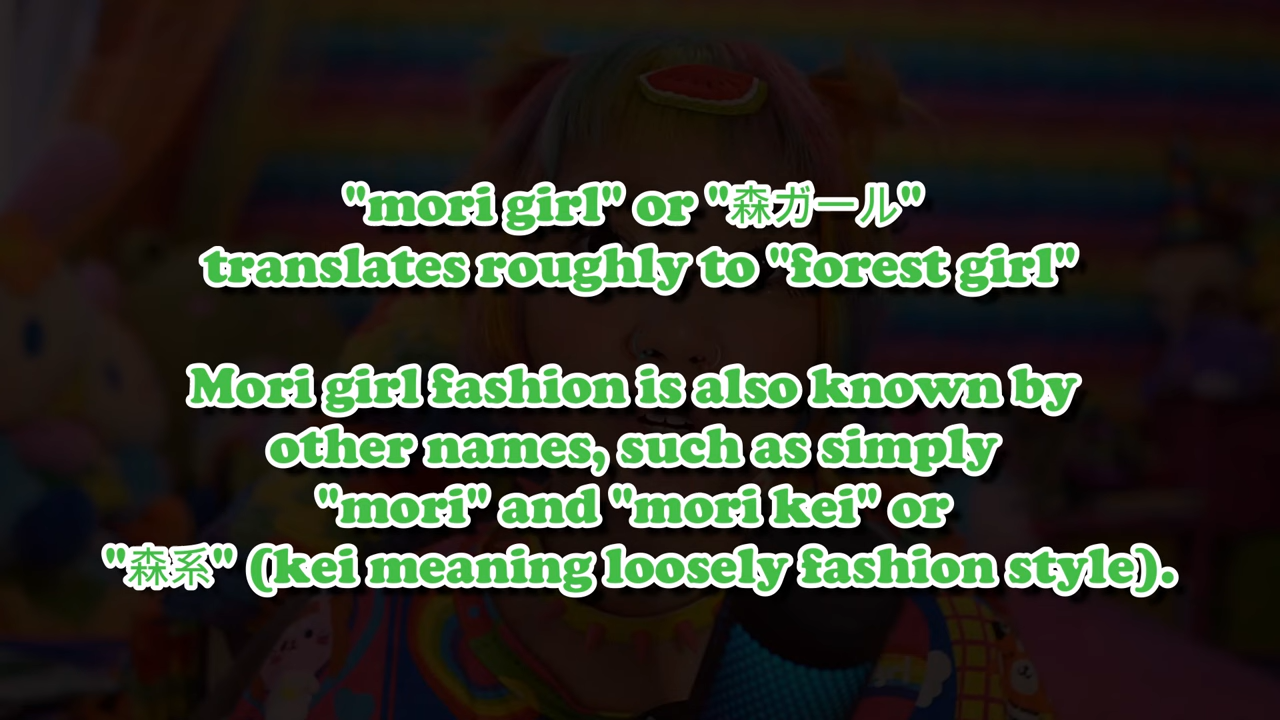 "mori girl" or "森ガール"
translates roughly to "forest girl"
Mori girl fashion is also known by
other names, such as simply
"mori" and "mori kei" or
"森系" (kei meaning loosely fashion style).